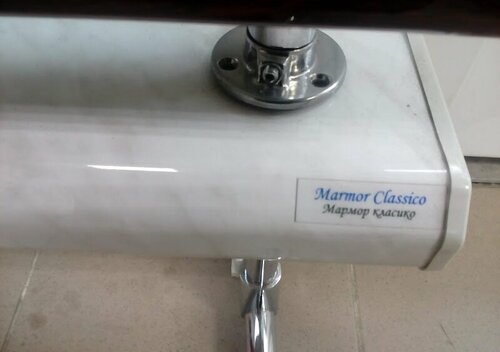 Marmor Classico
Мармор класико